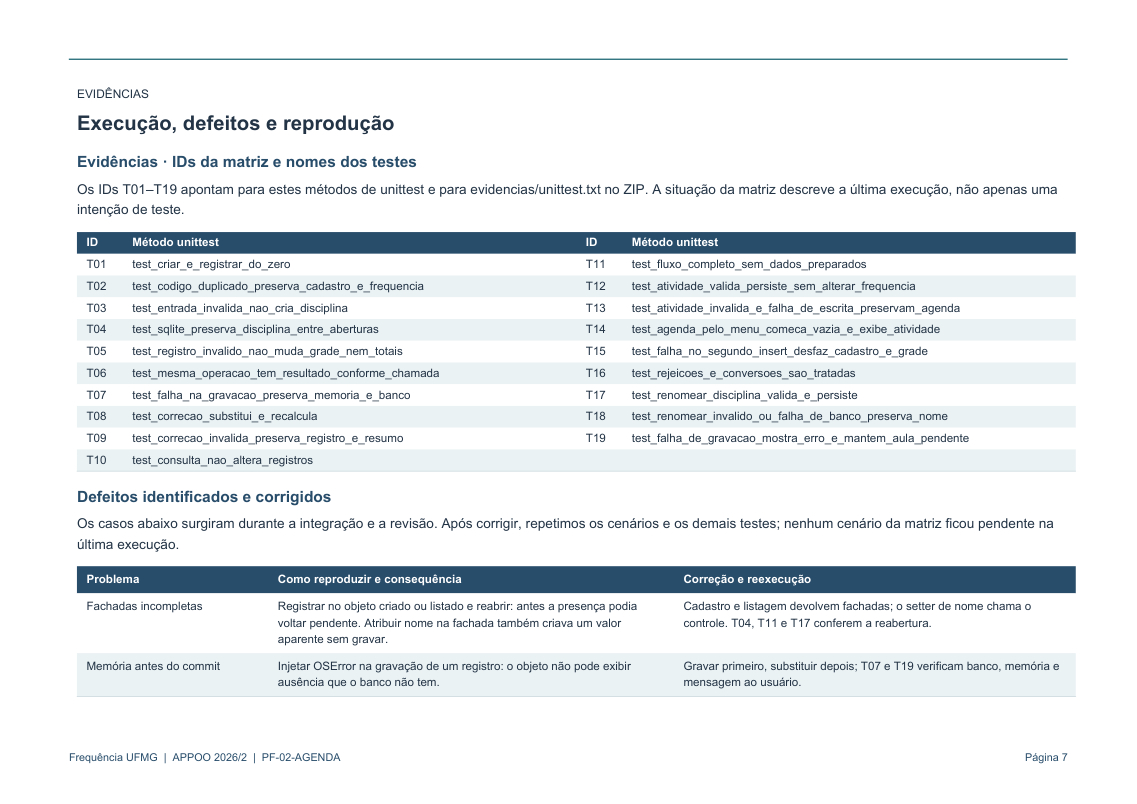 EVIDÊNCIAS
Execução, defeitos e reprodução
Evidências · IDs da matriz e nomes dos testes
Os IDs T01–T19 apontam para estes métodos de unittest e para evidencias/unittest.txt no ZIP. A situação da matriz descreve a última execução, não apenas uma
intenção de teste.
ID Método unittest ID Método unittest
T01 test_criar_e_registrar_do_zero T11 test_fluxo_completo_sem_dados_preparados
T02 test_codigo_duplicado_preserva_cadastro_e_frequencia T12 test_atividade_valida_persiste_sem_alterar_frequencia
T03 test_entrada_invalida_nao_cria_disciplina T13 test_atividade_invalida_e_falha_de_escrita_preservam_agenda
T04 test_sqlite_preserva_disciplina_entre_aberturas T14 test_agenda_pelo_menu_comeca_vazia_e_exibe_atividade
T05 test_registro_invalido_nao_muda_grade_nem_totais T15 test_falha_no_segundo_insert_desfaz_cadastro_e_grade
T06 test_mesma_operacao_tem_resultado_conforme_chamada T16 test_rejeicoes_e_conversoes_sao_tratadas
T07 test_falha_na_gravacao_preserva_memoria_e_banco T17 test_renomear_disciplina_valida_e_persiste
T08 test_correcao_substitui_e_recalcula T18 test_renomear_invalido_ou_falha_de_banco_preserva_nome
T09 test_correcao_invalida_preserva_registro_e_resumo T19 test_falha_de_gravacao_mostra_erro_e_mantem_aula_pendente
T10 test_consulta_nao_altera_registros
Defeitos identificados e corrigidos
Os casos abaixo surgiram durante a integração e a revisão. Após corrigir, repetimos os cenários e os demais testes; nenhum cenário da matriz ficou pendente na
última execução.
Problema Como reproduzir e consequência Correção e reexecução
Fachadas incompletas Registrar no objeto criado ou listado e reabrir: antes a presença podia Cadastro e listagem devolvem fachadas; o setter de nome chama o
voltar pendente. Atribuir nome na fachada também criava um valor controle. T04, T11 e T17 conferem a reabertura.
aparente sem gravar.
Memória antes do commit Injetar OSError na gravação de um registro: o objeto não pode exibir Gravar primeiro, substituir depois; T07 e T19 verificam banco, memória e
ausência que o banco não tem. mensagem ao usuário.
Frequência UFMG | APPOO 2026/2 | PF-02-AGENDA Página 7